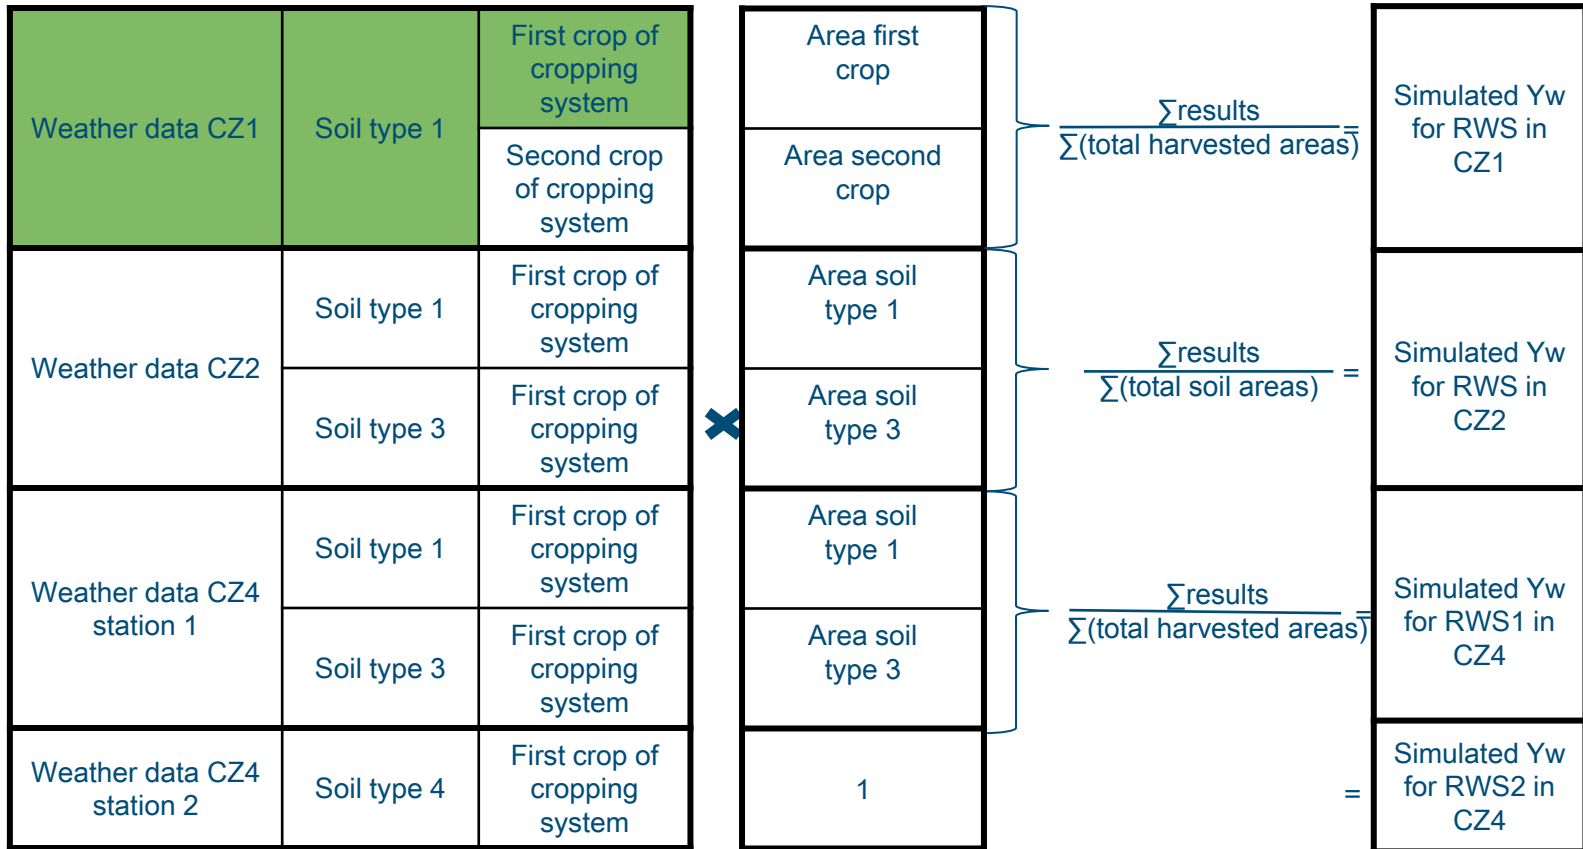 Weather data CZ1
Soil type 1
First crop of
cropping
system
Second crop
of cropping
system
Area first
crop
Area second
crop
∑results
∑(total harvested areas)
=
Simulated Yw
for RWS in
CZ1
Weather data CZ2
Soil type 1
First crop of
cropping
system
Soil type 3
First crop of
cropping
system
✖
Area soil
type 1
Area soil
type 3
∑results
∑(total soil areas)
=
Simulated Yw
for RWS in
CZ2
Weather data CZ4
station 1
Soil type 1
First crop of
cropping
system
Soil type 3
First crop of
cropping
system
Area soil
type 1
Area soil
type 3
∑results
∑(total harvested areas)
=
Simulated Yw
for RWS1 in
CZ4
Weather data CZ4
station 2
Soil type 4
First crop of
cropping
system
1
=
Simulated Yw
for RWS2 in
CZ4